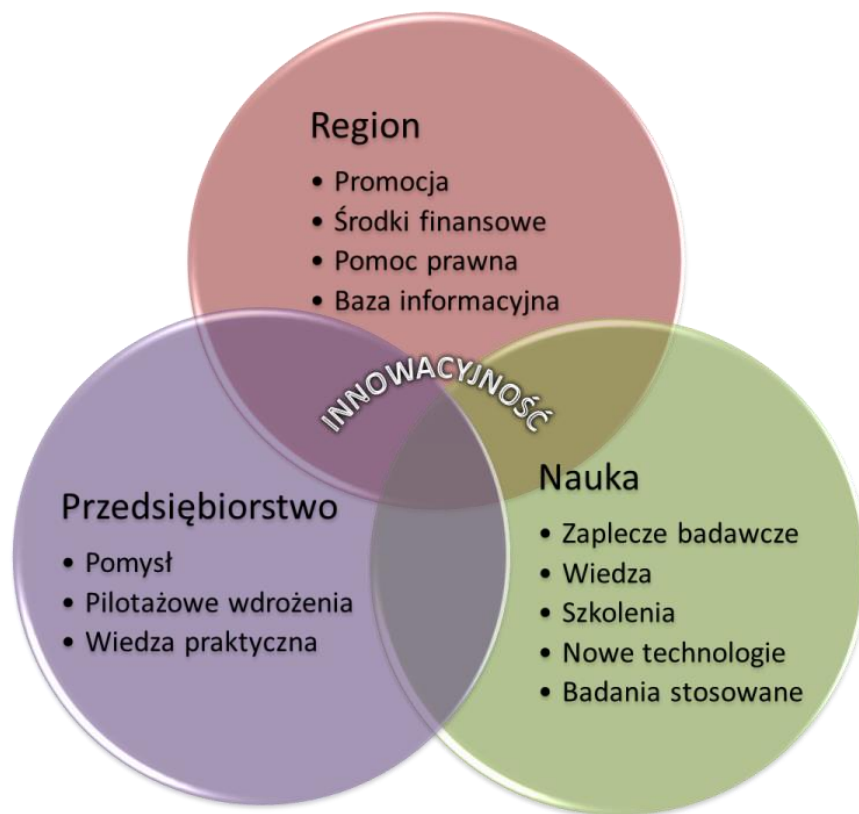 Region
• Promocja
• Środki finansowe
• Pomoc prawna
• Baza informacyjna
INNOWACYJNOŚĆ
Przedsiębiorstwo
• Pomysł
• Pilotażowe wdrożenia
• Wiedza praktyczna
Nauka
• Zaplecze badawcze
• Wiedza
• Szkolenia
• Nowe technologie
• Badania stosowane